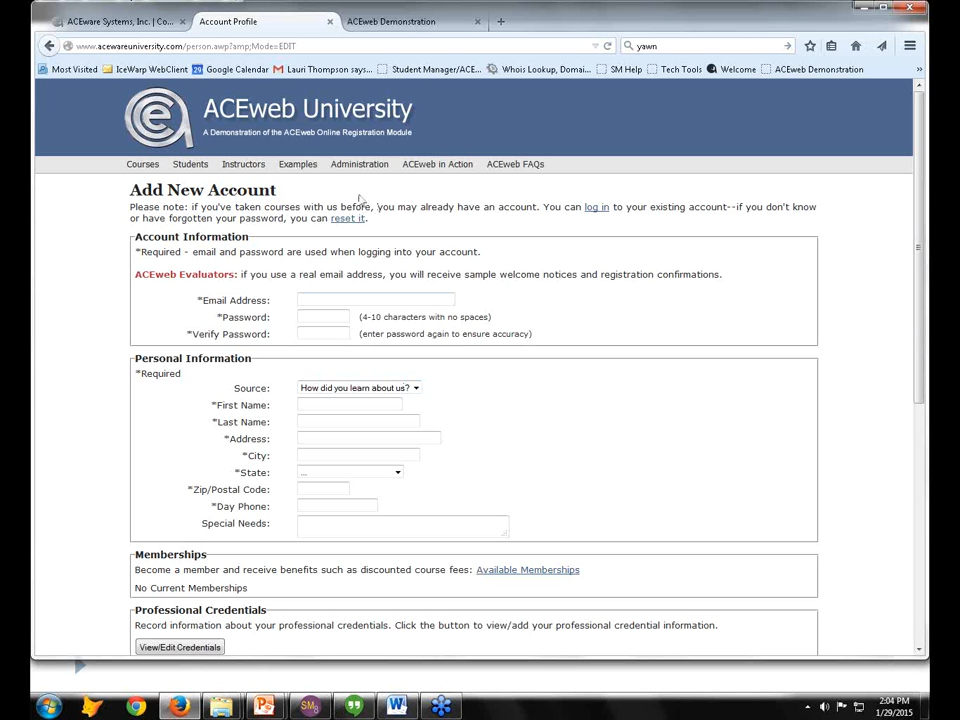 ACEware Systems, Inc. | Co...
Account Profile
ACEweb Demonstration
www.acewareuniversity.com/person.awp?amp;Mode=EDIT
yawn
Most Visited
IceWarp WebClient
29 Google Calendar
Lauri Thompson says...
Student Manager/ACE...
Whois Lookup, Domai...
SM Help
Tech Tools
Welcome
ACEweb Demonstration
ACEweb University
A Demonstration of the ACEweb Online Registration Module
Courses Students Instructors Examples Administration ACEweb in Action ACEweb FAQs
Add New Account
Please note: if you've taken courses with us before, you may already have an account. You can log in to your existing account--if you don't know
or have forgotten your password, you can reset it.
Account Information
*Required - email and password are used when logging into your account.
ACEweb Evaluators: if you use a real email address, you will receive sample welcome notices and registration confirmations.
*Email Address:
*Password: (4-10 characters with no spaces)
*Verify Password: (enter password again to ensure accuracy)
Personal Information
*Required
Source: How did you learn about us?
*First Name:
*Last Name:
*Address:
*City:
*State: ...
*Zip/Postal Code:
*Day Phone:
Special Needs:
Memberships
Become a member and receive benefits such as discounted course fees: Available Memberships
No Current Memberships
Professional Credentials
Record information about your professional credentials. Click the button to view/add your professional credential information.
View/Edit Credentials
2:04 PM
1/29/2015